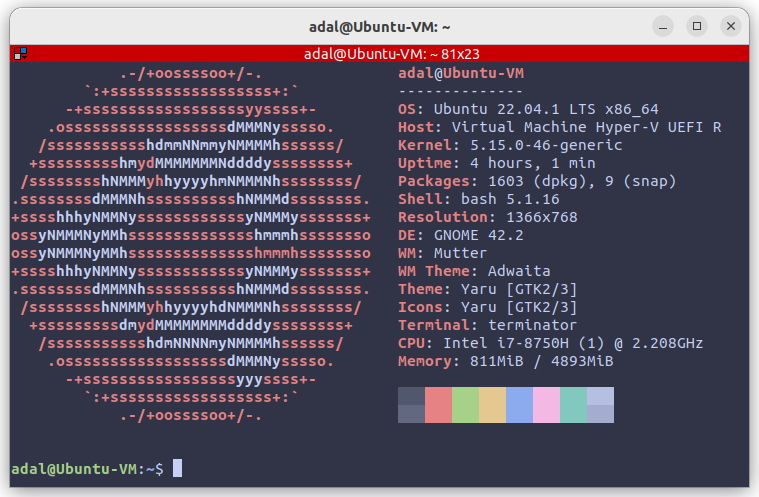 adal@Ubuntu-VM: ~
adal@Ubuntu-VM: ~ 81x23
.-/+oossssoo+/-. adal@Ubuntu-VM
`:+ssssssssssssssssss+:` --------------
-+ssssssssssssssssssyyssss+- OS: Ubuntu 22.04.1 LTS x86_64
.ossssssssssssssssssdMMMNysssso. Host: Virtual Machine Hyper-V UEFI R
/ssssssssssshdmmNNmmyNMMMMhssssss/ Kernel: 5.15.0-46-generic
+ssssssssshmydMMMMMMMNddddyssssssss+ Uptime: 4 hours, 1 min
/sssssssshNMMMyhhyyyyhmNMMMNhssssssss/ Packages: 1603 (dpkg), 9 (snap)
.ssssssssdMMMNhsssssssssshNMMMdssssssss. Shell: bash 5.1.16
+sssshhhyNMMNyssssssssssssyNMMMysssssss+ Resolution: 1366x768
ossyNMMMNyMMhsssssssssssssshmmmhssssssso DE: GNOME 42.2
ossyNMMMNyMMhsssssssssssssshmmmhssssssso WM: Mutter
+sssshhhyNMMNyssssssssssssyNMMMysssssss+ WM Theme: Adwaita
.ssssssssdMMMNhsssssssssshNMMMdssssssss. Theme: Yaru [GTK2/3]
/sssssssshNMMMyhhyyyyhdNMMMNhssssssss/ Icons: Yaru [GTK2/3]
+sssssssssdmydMMMMMMMMddddyssssssss+ Terminal: terminator
/ssssssssssshdmNNNNmyNMMMMhssssss/ CPU: Intel i7-8750H (1) @ 2.208GHz
.ossssssssssssssssssdMMMNysssso. Memory: 811MiB / 4893MiB
-+sssssssssssssssssyyyssss+-
`:+ssssssssssssssssss+:`
.-/+oossssoo+/-.
adal@Ubuntu-VM:~$